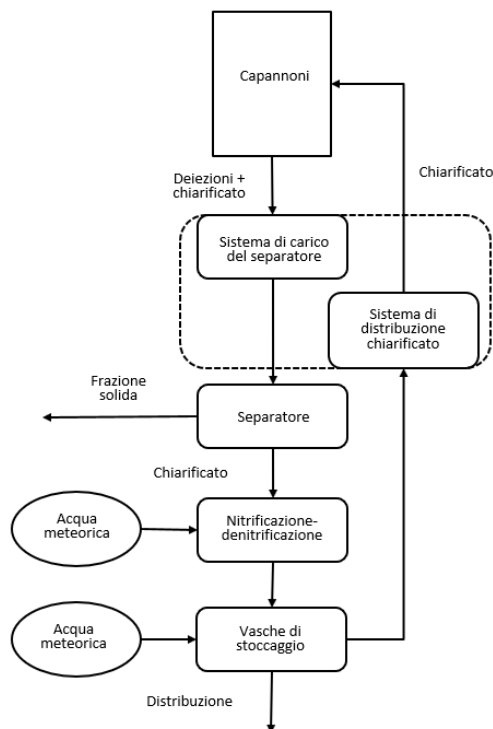 Capannoni
Deiezioni +
chiarificato
Chiarificato
Sistema di carico
del separatore
Sistema di
distribuzione
chiarificato
Frazione
solida
Separatore
Chiarificato
Acqua
meteorica
Nitrificazione-
denitrificazione
Acqua
meteorica
Vasche di
stoccaggio
Distribuzione